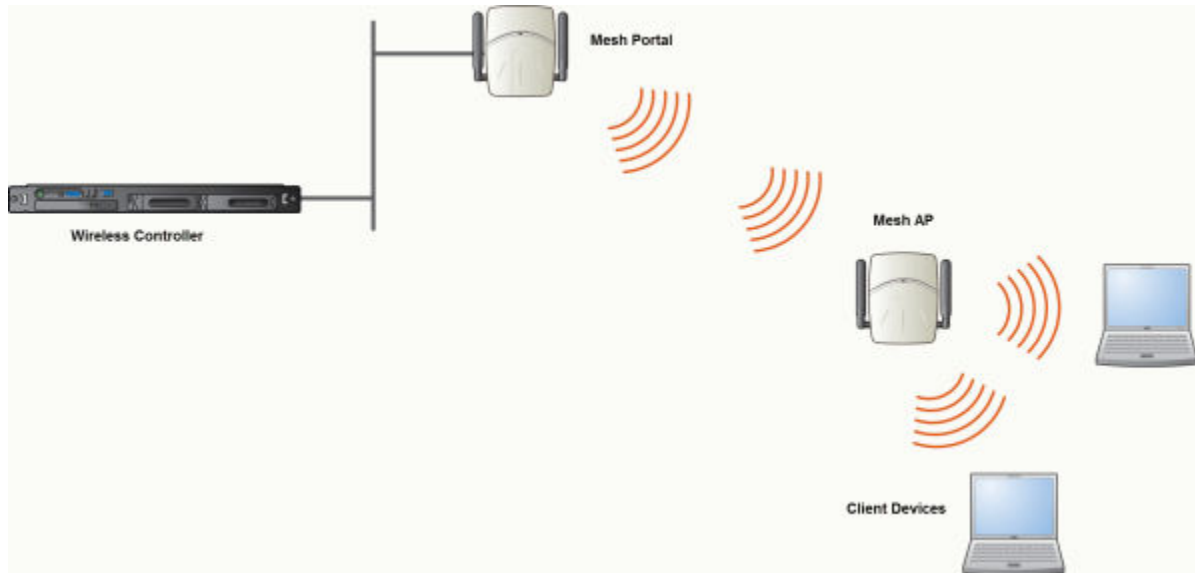 Mesh Portal
Wireless Controller
Mesh AP
Client Devices